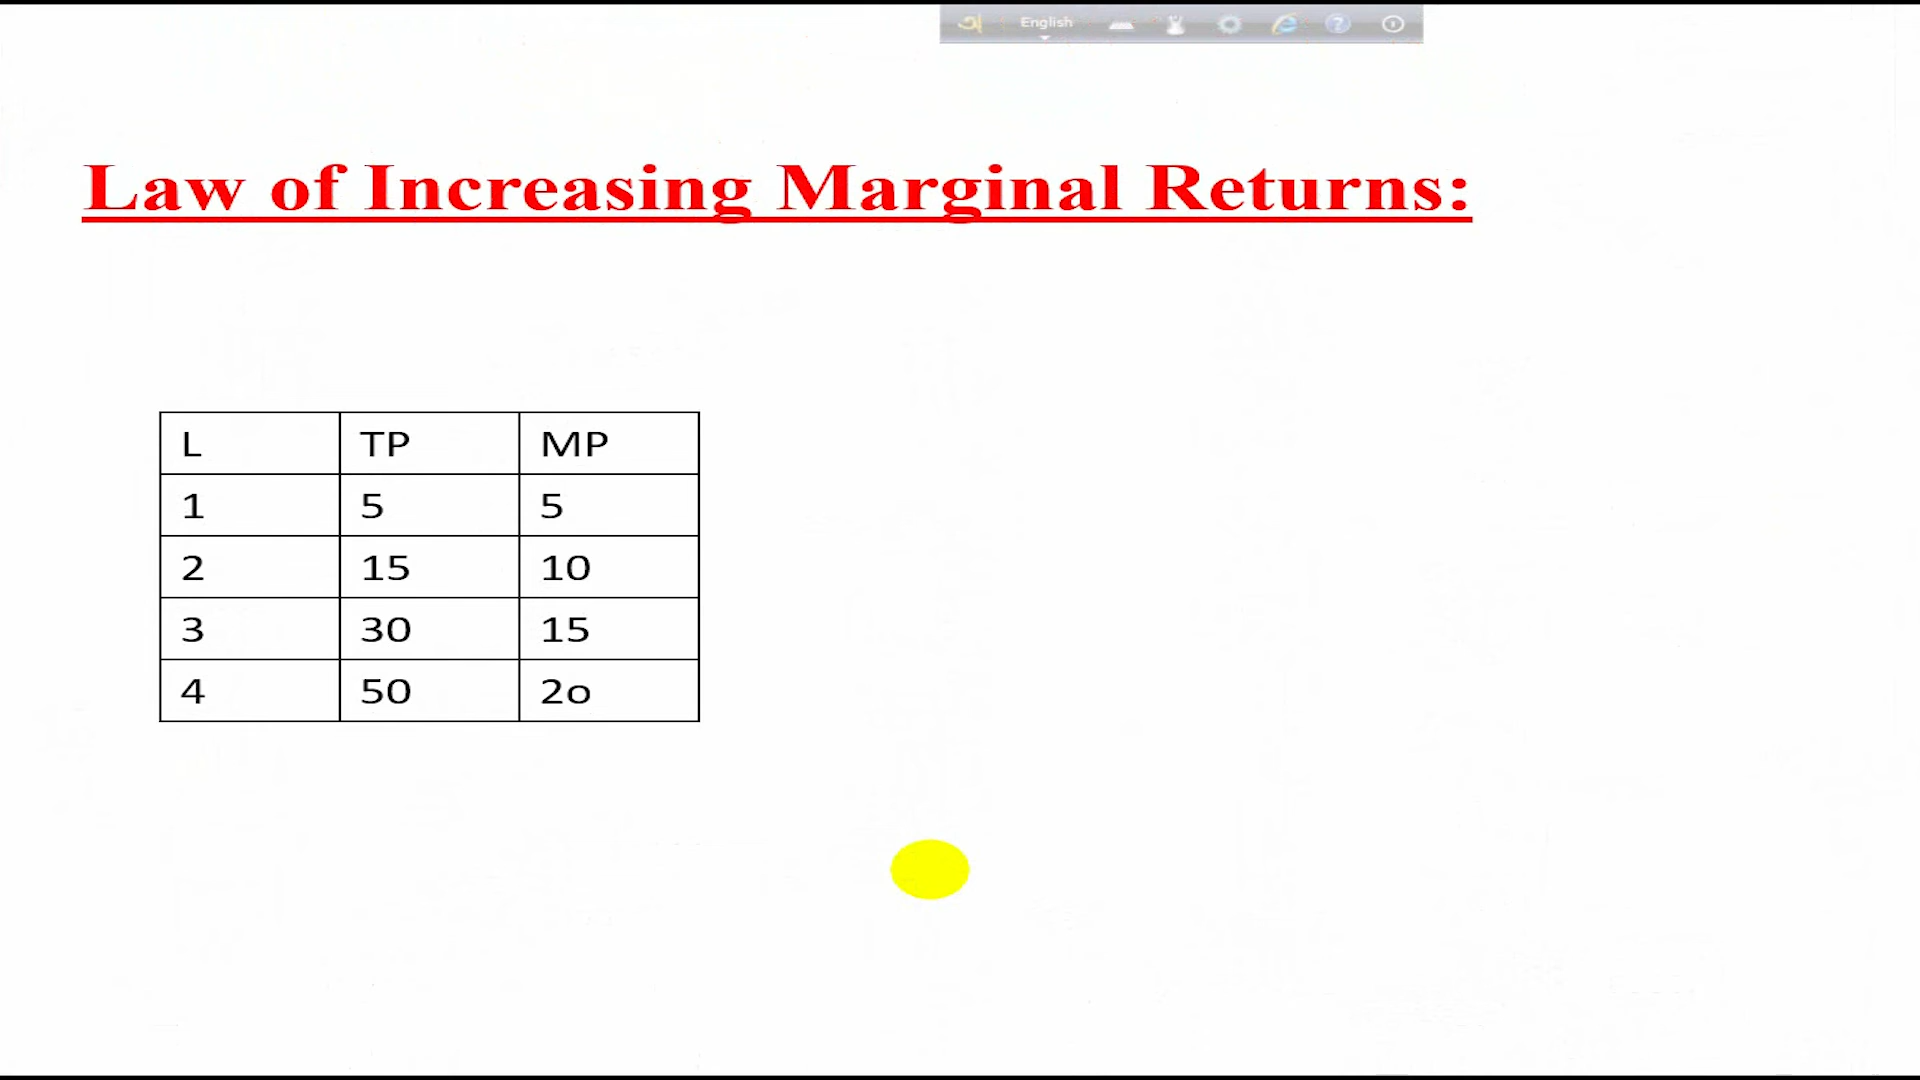 অ English
Law of Increasing Marginal Returns:
L TP MP
1 5 5
2 15 10
3 30 15
4 50 2o